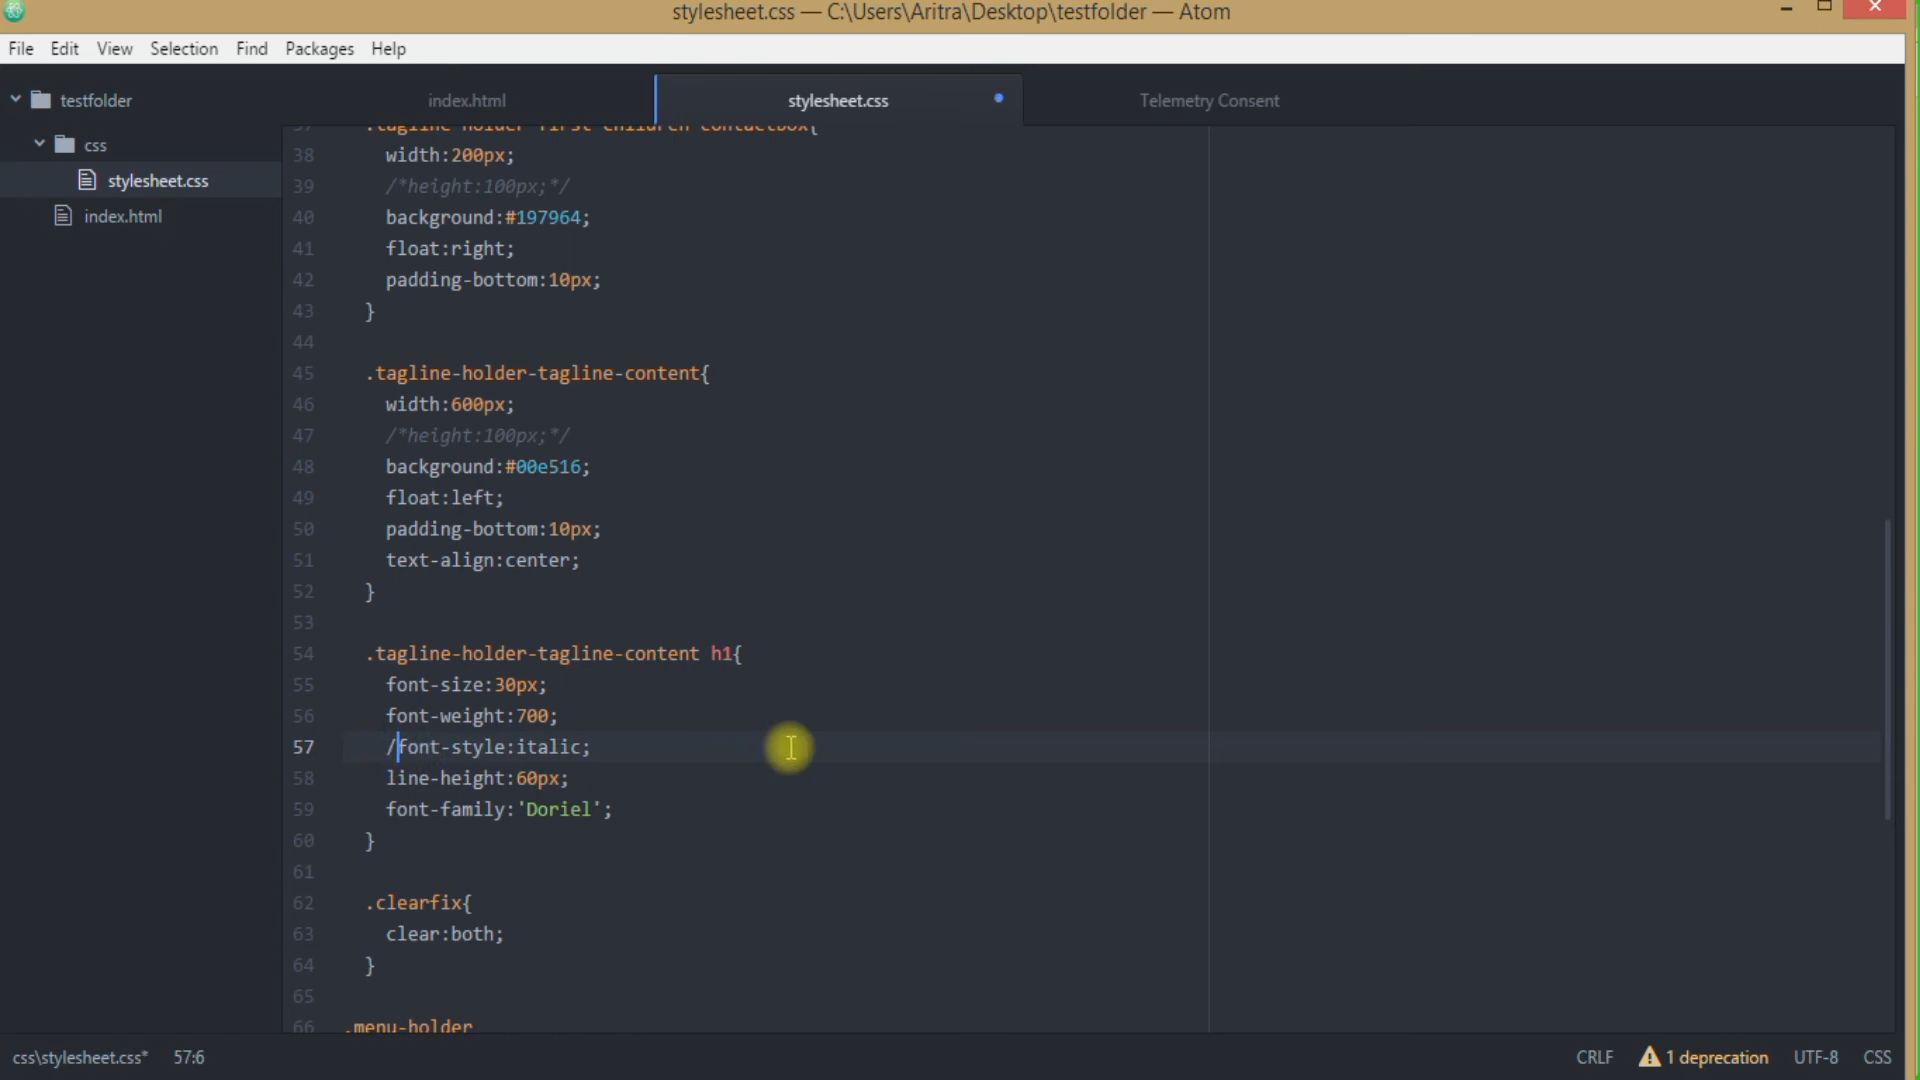 stylesheet.css — C:\Users\Aritra\Desktop\testfolder — Atom
File Edit View Selection Find Packages Help
testfolder
css
stylesheet.css
index.html
index.html stylesheet.css Telemetry Consent
37 .tagline-holder-first-children-contactbox{
38 width:200px;
39 /*height:100px;*/
40 background:#197964;
41 float:right;
42 padding-bottom:10px;
43 }
44
45 .tagline-holder-tagline-content{
46 width:600px;
47 /*height:100px;*/
48 background:#00e516;
49 float:left;
50 padding-bottom:10px;
51 text-align:center;
52 }
53
54 .tagline-holder-tagline-content h1{
55 font-size:30px;
56 font-weight:700;
57 /font-style:italic;
58 line-height:60px;
59 font-family:'Doriel';
60 }
61
62 .clearfix{
63 clear:both;
64 }
65
66 .menu-holder
css\stylesheet.css* 57:6 CRLF 1 deprecation UTF-8 CSS